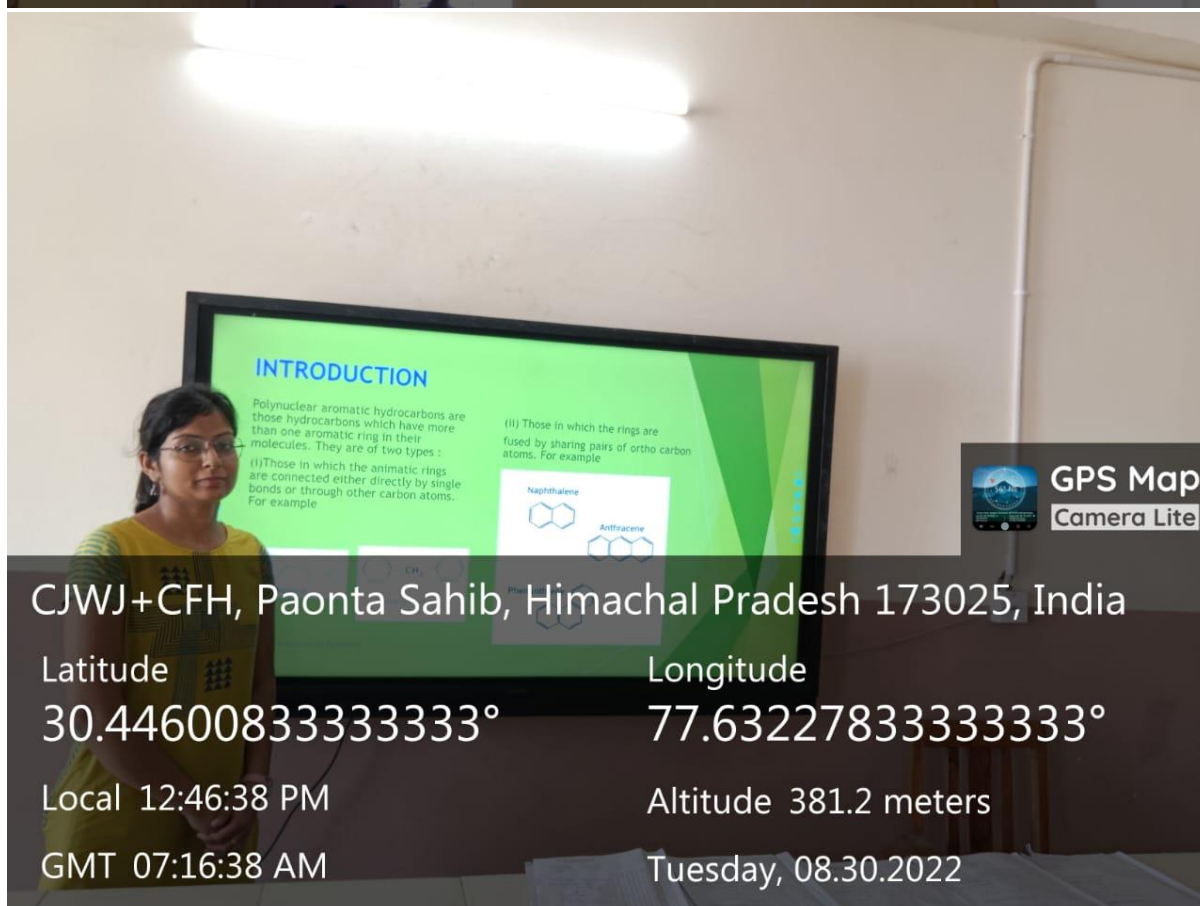 INTRODUCTION
Polynuclear aromatic hydrocarbons are
those hydrocarbons which have more
than one aromatic ring in their
molecules. They are of two types :
(i)Those in which the animatic rings
are connected either directly by single
bonds or through other carbon atoms.
For example
CH₂
(II) Those in which the rings are
fused by sharing pairs of ortho carbon
atoms. For example
Naphthalene
Anthracene
GPS Map
Camera Lite
CJWJ+CFH, Paonta Sahib, Himachal Pradesh 173025, India
Latitude
30.44600833333333°
Longitude
77.63227833333333°
Local 12:46:38 PM
Altitude 381.2 meters
GMT 07:16:38 AM
Tuesday, 08.30.2022